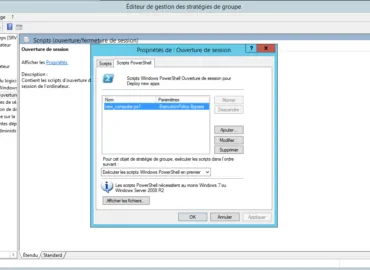 Éditeur de gestion des stratégies de groupe
?
Scripts (ouverture/fermeture de session)
Ouverture de session
Afficher les Propriétés.
Description :
Contient les scripts d'ouverture de
session de l'ordinateur.
Propriétés de : Ouverture de session
Scripts
Scripts PowerShell
Scripts Windows PowerShell Ouverture de session pour
Deploy new apps
Nom
Paramètres
new_computer.ps1
-ExecutionPolicy Bypass
Monter
Descendre
Ajouter...
Modifier
Supprimer
Pour cet objet de stratégie de groupe, exécuter les scripts dans l'ordre
suivant :
Exécuter les scripts Windows PowerShell en premier
Les scripts PowerShell nécessitent au moins Windows 7 ou
Windows Server 2008 R2
Afficher les fichiers...
OK
Annuler
Appliquer
Étendu
Standard